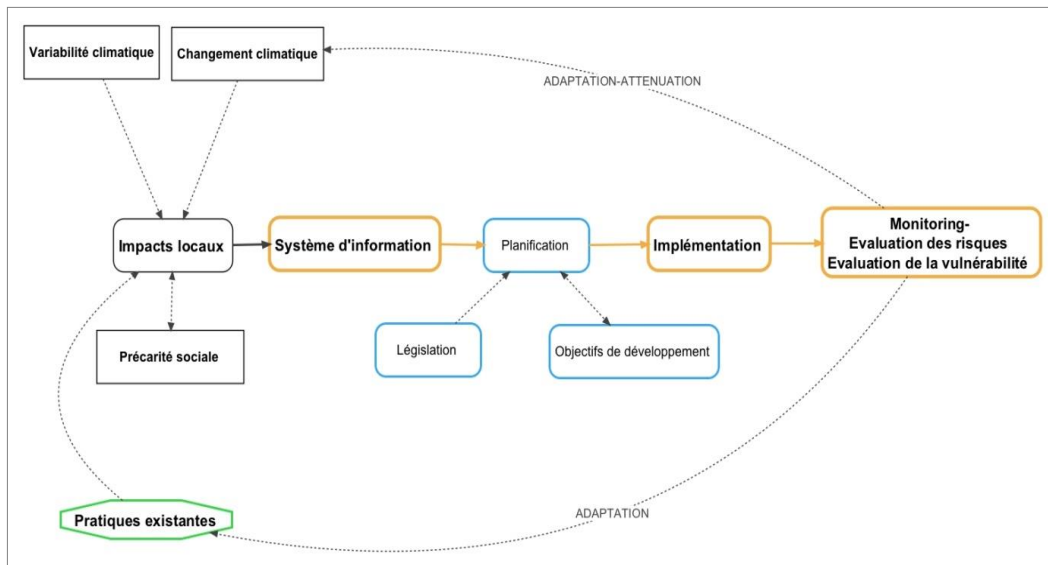 Variabilité climatique
Changement climatique
ADAPTATION-ATTENUATION
Impacts locaux
Système d'information
Planification
Implémentation
Monitoring-
Evaluation des risques
Evaluation de la vulnérabilité
Précarité sociale
Législation
Objectifs de développement
Pratiques existantes
ADAPTATION